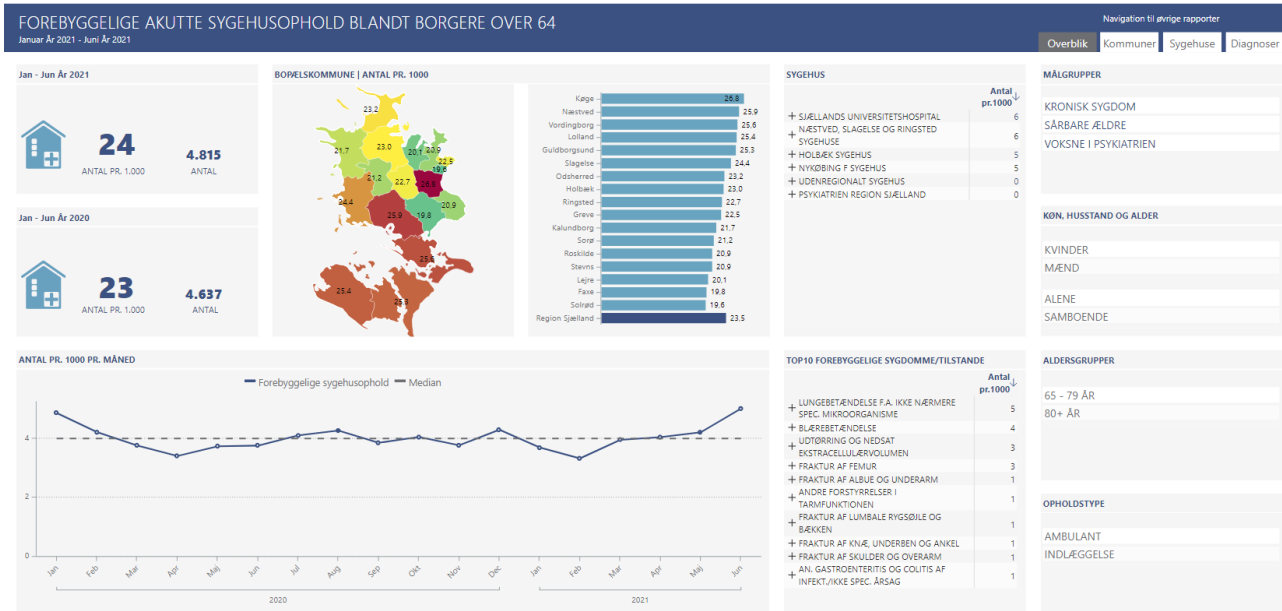 FOREBYGGELIGE AKUTTE SYGEHUSOPHOLD BLANDT BORGERE OVER 64
Januar År 2021 - Juni År 2021
Navigation til øvrige rapporter
Overblik
Kommuner
Sygehuse
Diagnoser
Jan - Jun År 2021
24
ANTAL PR. 1.000
4.815
ANTAL
Jan - Jun År 2020
23
ANTAL PR. 1.000
4.637
ANTAL
BOPÆLSKOMMUNE | ANTAL PR. 1000
23,2
21,7
23,0
20,1
20,9
22,5
19,6
21,2
22,7
26,8
24,4
25,9
19,8
20,9
25,6
25,4
25,3
Køge 26,8
Næstved 25,9
Vordingborg 25,6
Lolland 25,4
Guldborgsund 25,3
Slagelse 24,4
Odsherred 23,2
Holbæk 23,0
Ringsted 22,7
Greve 22,5
Kalundborg 21,7
Sorø 21,2
Roskilde 20,9
Stevns 20,9
Lejre 20,1
Faxe 19,8
Solrød 19,6
Region Sjælland 23,5
SYGEHUS
Antal
pr.1000
SJÆLLANDS UNIVERSITETSHOSPITAL 6
NÆSTVED, SLAGELSE OG RINGSTED
SYGEHUSE 6
HOLBÆK SYGEHUS 5
NYKØBING F SYGEHUS 5
UDENREGIONALT SYGEHUS 0
PSYKIATRIEN REGION SJÆLLAND 0
MÅLGRUPPER
KRONISK SYGDOM
SÅRBARE ÆLDRE
VOKSNE I PSYKIATRIEN
KØN, HUSSTAND OG ALDER
KVINDER
MÆND
ALENE
SAMBOENDE
ANTAL PR. 1000 PR. MÅNED
Forebyggelige sygehusophold
Median
4
2
0
Jan Feb Mar Apr Maj Jun Jul Aug Sep Okt Nov Dec Jan Feb Mar Apr Maj Jun
2020 2021
TOP10 FOREBYGGELIGE SYGDOMME/TILSTANDE
Antal
pr.1000
LUNGEBETÆNDELSE F.A. IKKE NÆRMERE
SPEC. MIKROORGANISME 5
BLÆREBETÆNDELSE 4
UDTØRRING OG NEDSAT
EKSTRACELLULÆRVOLUMEN 3
FRAKTUR AF FEMUR 3
FRAKTUR AF ALBUE OG UNDERARM 1
ANDRE FORSTYRRELSER I
TARMFUNKTIONEN 1
FRAKTUR AF LUMBALE RYGSØJLE OG
BÆKKEN 1
FRAKTUR AF KNÆ, UNDERBEN OG ANKEL 1
FRAKTUR AF SKULDER OG OVERARM 1
AN. GASTROENTERITIS OG COLITIS AF
INFEKT./IKKE SPEC. ÅRSAG 1
ALDERSGRUPPER
65 - 79 ÅR
80+ ÅR
OPHOLDSTYPE
AMBULANT
INDLÆGGELSE